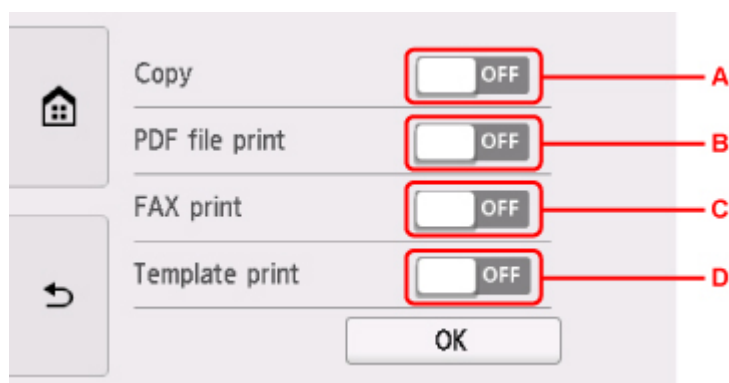 Copy OFF A
PDF file print OFF B
FAX print OFF C
Template print OFF D
OK